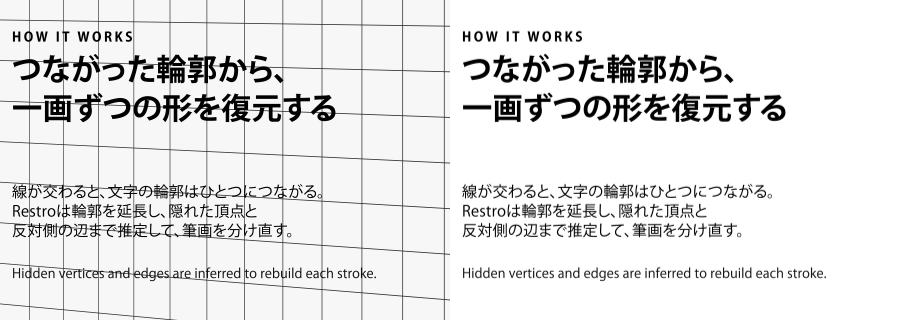 HOW IT WORKS
つながった輪郭から、
一画ずつの形を復元する
線が交わると、文字の輪郭はひとつにつながる。
Restroは輪郭を延長し、隠れた頂点と
反対側の辺まで推定して、筆画を分け直す。
Hidden vertices and edges are inferred to rebuild each stroke.
HOW IT WORKS
つながった輪郭から、
一画ずつの形を復元する
線が交わると、文字の輪郭はひとつにつながる。
Restroは輪郭を延長し、隠れた頂点と
反対側の辺まで推定して、筆画を分け直す。
Hidden vertices and edges are inferred to rebuild each stroke.